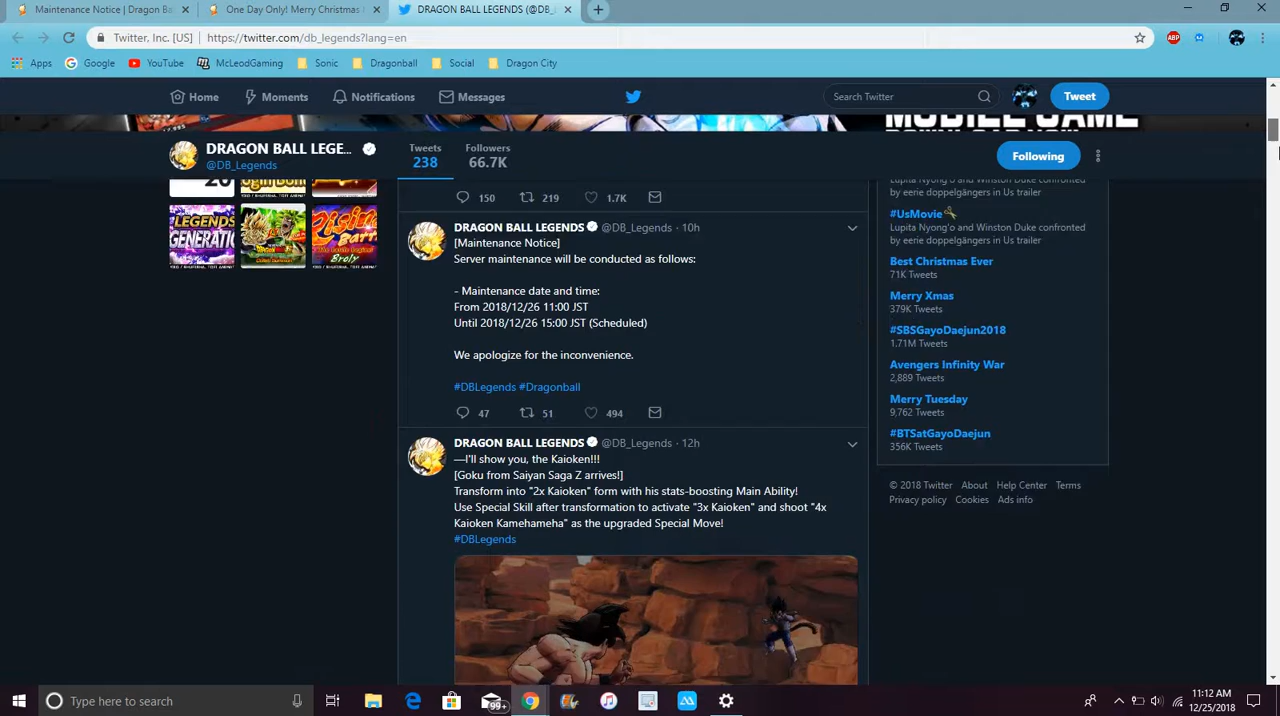 Maintenance Notice | Dragon Ba
One Day Only! Merry Christmas
DRAGON BALL LEGENDS (@DB_
Twitter, Inc. [US] https://twitter.com/db_legends?lang=en
ABP
Apps Google YouTube McLeodGaming Sonic Dragonball Social Dragon City
Home Moments Notifications Messages Search Twitter Tweet
DRAGON BALL LEGE...
@DB_Legends
Tweets
238
Followers
66.7K
Following
LEGENDS
150 219 1.7K
DRAGON BALL LEGENDS @DB_Legends · 10h
[Maintenance Notice]
Server maintenance will be conducted as follows:
- Maintenance date and time:
From 2018/12/26 11:00 JST
Until 2018/12/26 15:00 JST (Scheduled)
We apologize for the inconvenience.
#DBLegends #Dragonball
47 51 494
DRAGON BALL LEGENDS @DB_Legends · 12h
—I'll show you, the Kaioken!!!
[Goku from Saiyan Saga Z arrives!]
Transform into "2x Kaioken" form with his stats-boosting Main Ability!
Use Special Skill after transformation to activate "3x Kaioken" and shoot "4x
Kaioken Kamehameha" as the upgraded Special Move!
#DBLegends
Lupita Nyong'o and Winston Duke confronted
by eerie doppelgängers in Us trailer
#UsMovie
Lupita Nyong'o and Winston Duke confronted
by eerie doppelgängers in Us trailer
Best Christmas Ever
71K Tweets
Merry Xmas
379K Tweets
#SBSGayoDaejun2018
1.71M Tweets
Avengers Infinity War
2,889 Tweets
Merry Tuesday
9,762 Tweets
#BTSatGayoDaejun
356K Tweets
© 2018 Twitter About Help Center Terms
Privacy policy Cookies Ads info
Type here to search
99+
11:12 AM
12/25/2018